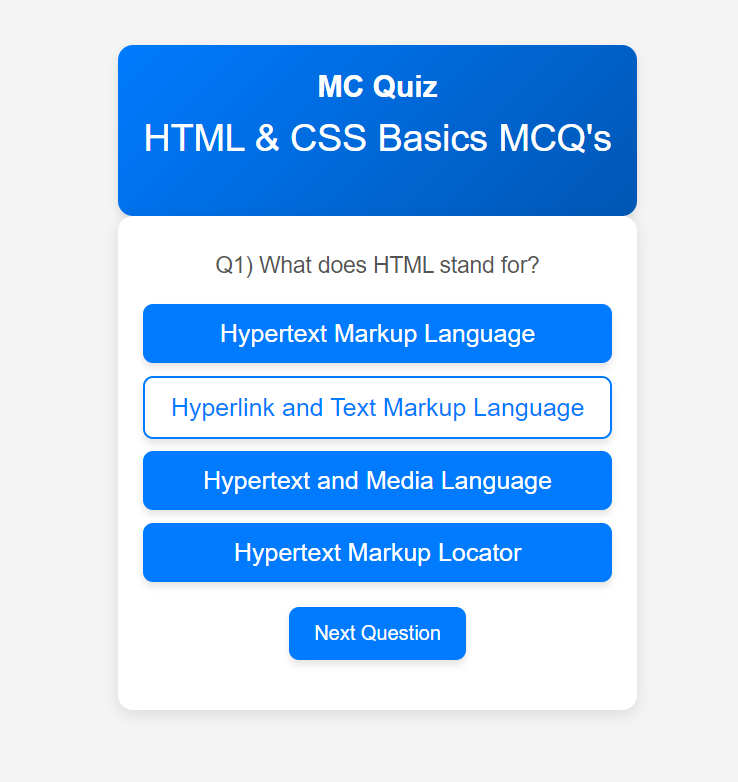 MC Quiz
HTML & CSS Basics MCQ's
Q1) What does HTML stand for?
Hypertext Markup Language
Hyperlink and Text Markup Language
Hypertext and Media Language
Hypertext Markup Locator
Next Question